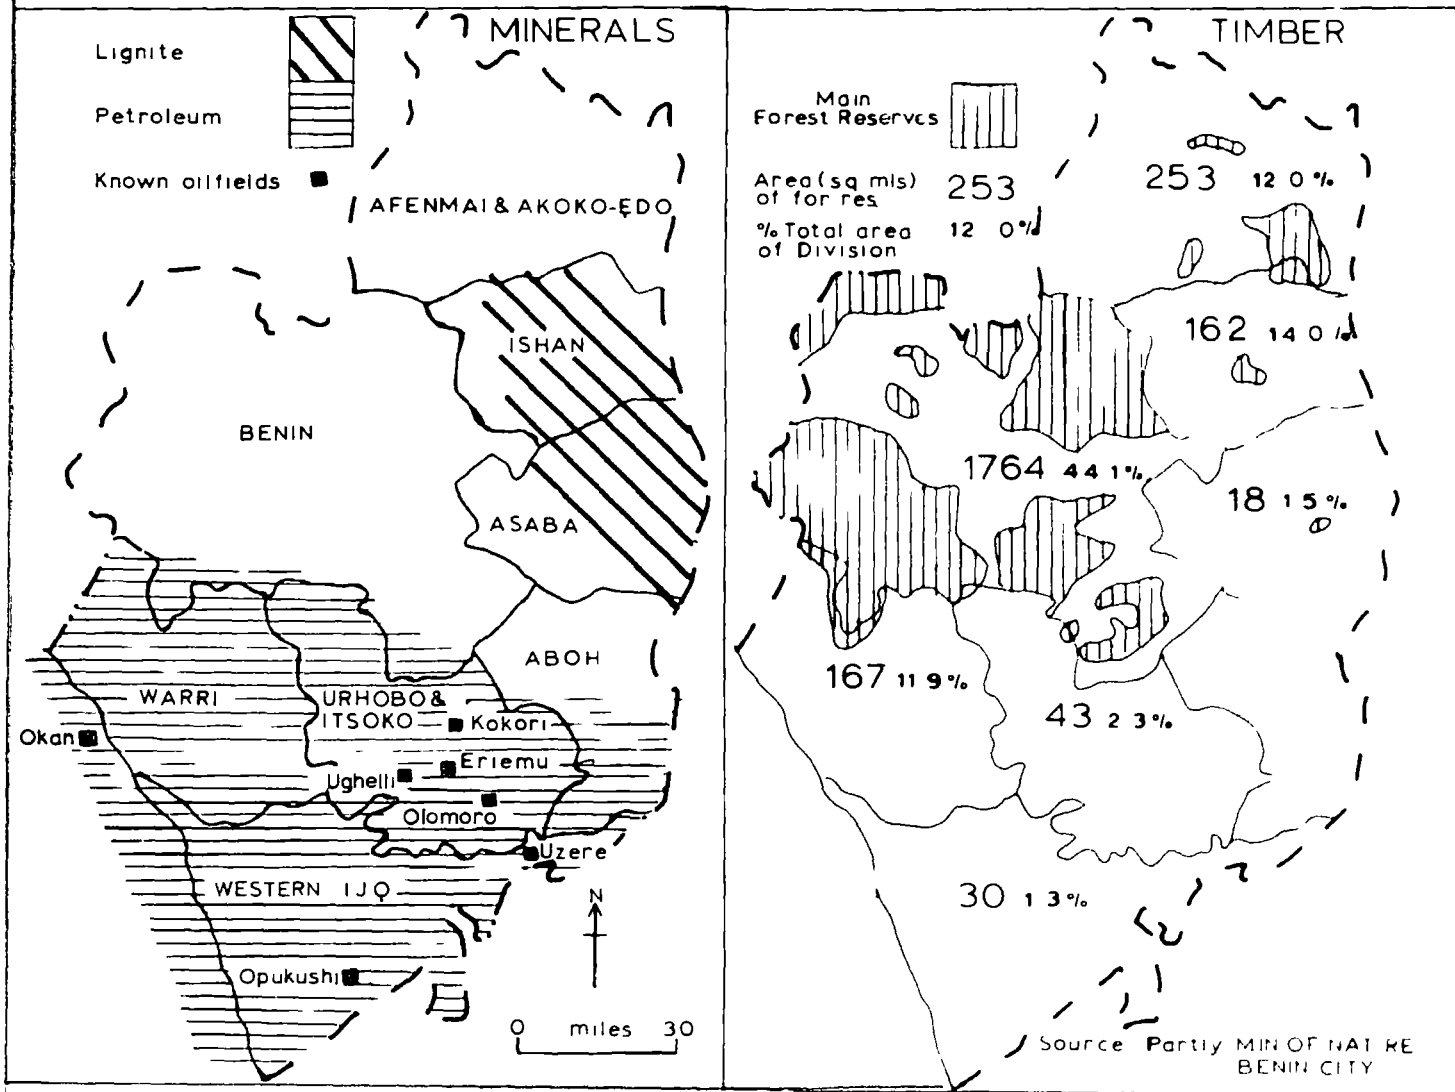 MINERALS
Lignite
Petroleum
Known oilfields
AFENMAI & AKOKO-ẸDO
ISHAN
BENIN
ASABA
ABOH
WARRI
URHOBO &
ITSOKO
Kokori
Okan
Eriemu
Ughelli
Olomoro
Uzere
WESTERN IJỌ
N
Opukushi
0 miles 30
TIMBER
Main
Forest Reserves
Area (sq mls)
of for res
253
% Total area
of Division
12 0%
253 12 0%
162 14 0%
1764 44 1%
18 1 5%
167 11 9%
43 2 3%
30 1 3%
Source Partly MIN OF NAT RE
BENIN CITY